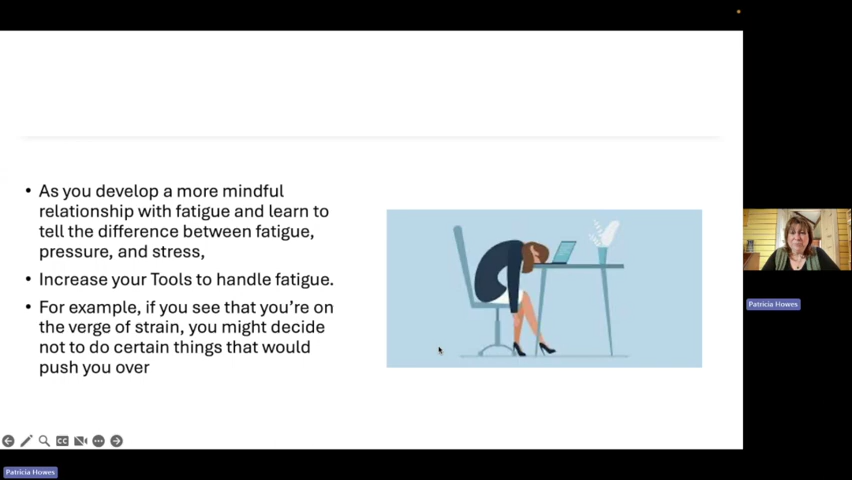 • As you develop a more mindful
relationship with fatigue and learn to
tell the difference between fatigue,
pressure, and stress,
• Increase your Tools to handle fatigue.
• For example, if you see that you're on
the verge of strain, you might decide
not to do certain things that would
push you over
Patricia Howes
CC
Patricia Howes